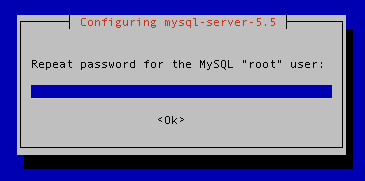 Configuring mysql-server-5.5
Repeat password for the MySQL "root" user:
<Ok>